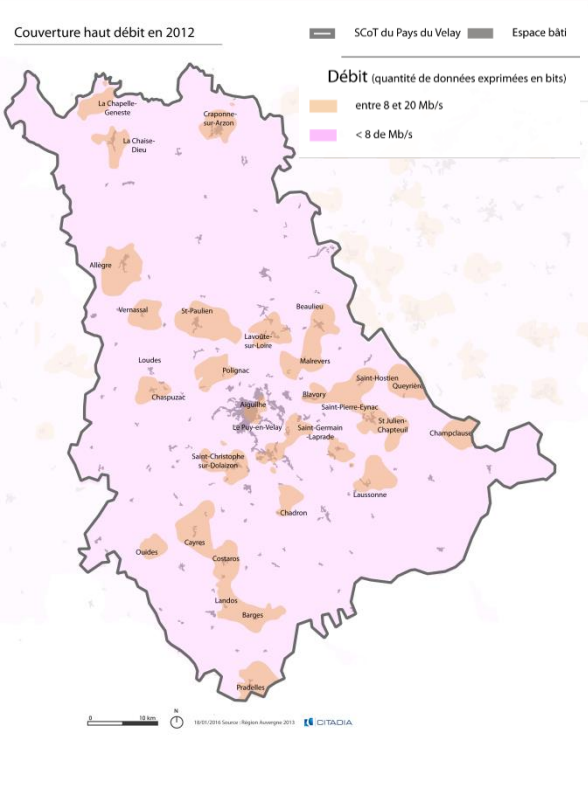 Couverture haut débit en 2012
SCoT du Pays du Velay
Espace bâti
Débit (quantité de données exprimées en bits)
entre 8 et 20 Mb/s
< 8 de Mb/s
La Chapelle-
Geneste
Craponne-
sur-Arzon
La Chaise-
Dieu
Allègre
Vernassal
St-Paulien
Beaulieu
Lavoûte-
sur-Loire
Loudes
Malrevers
Polignac
Saint-Hostien
Queyrières
Chaspuzac
Blavory
Aiguilhe
Saint-Pierre-Eynac
Le Puy-en-Velay
Saint-Germain
-Laprade
St Julien-
Chapteuil
Champclause
Saint-Christophe
sur-Dolaizon
Laussonne
Chadron
Cayres
Ouides
Costaros
Landos
Barges
Pradelles
0
10 km
N
18/01/2016 Source : Région Auvergne 2013
CITADIA